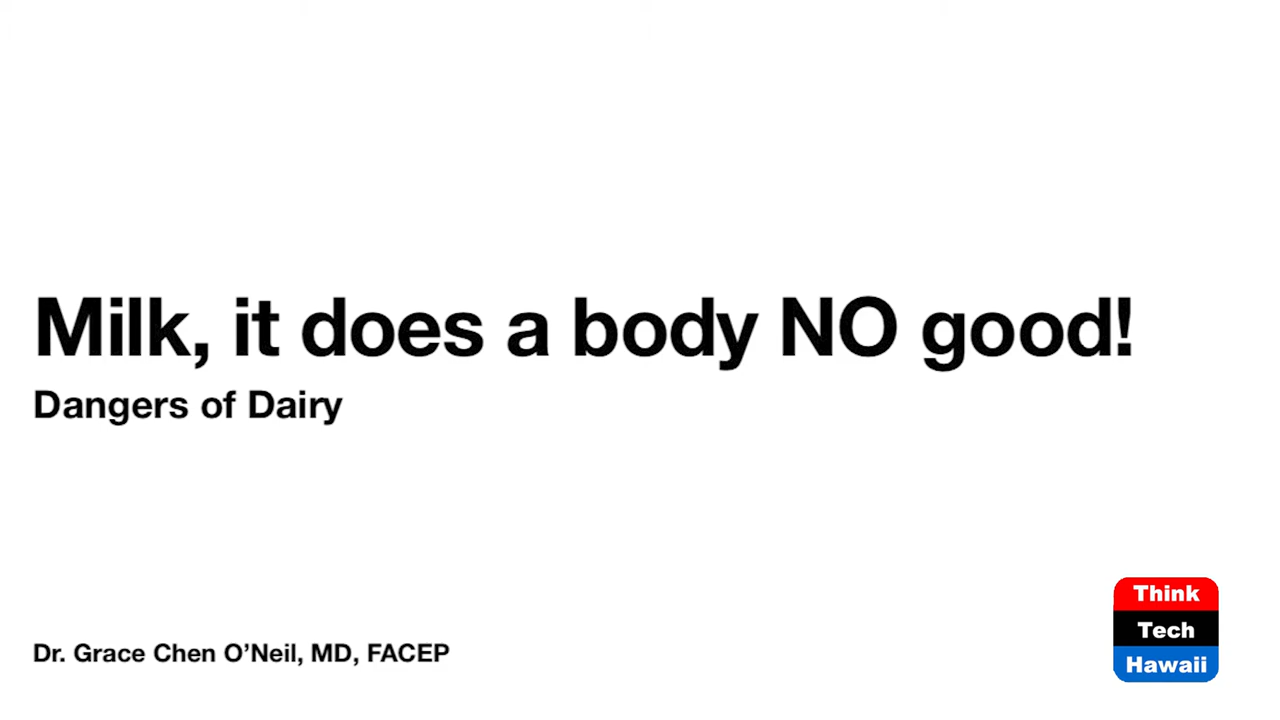 Milk, it does a body NO good!
Dangers of Dairy
Dr. Grace Chen O’Neil, MD, FACEP
Think
Tech
Hawaii